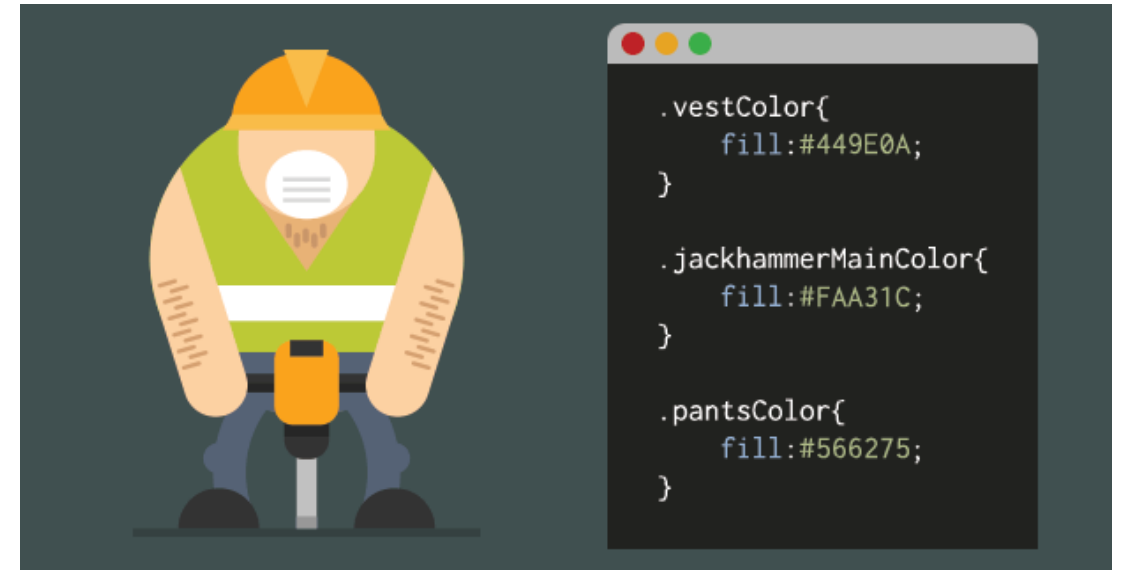 .vestColor{
fill:#449E0A;
}
.jackhammerMainColor{
fill:#FAA31C;
}
.pantsColor{
fill:#566275;
}